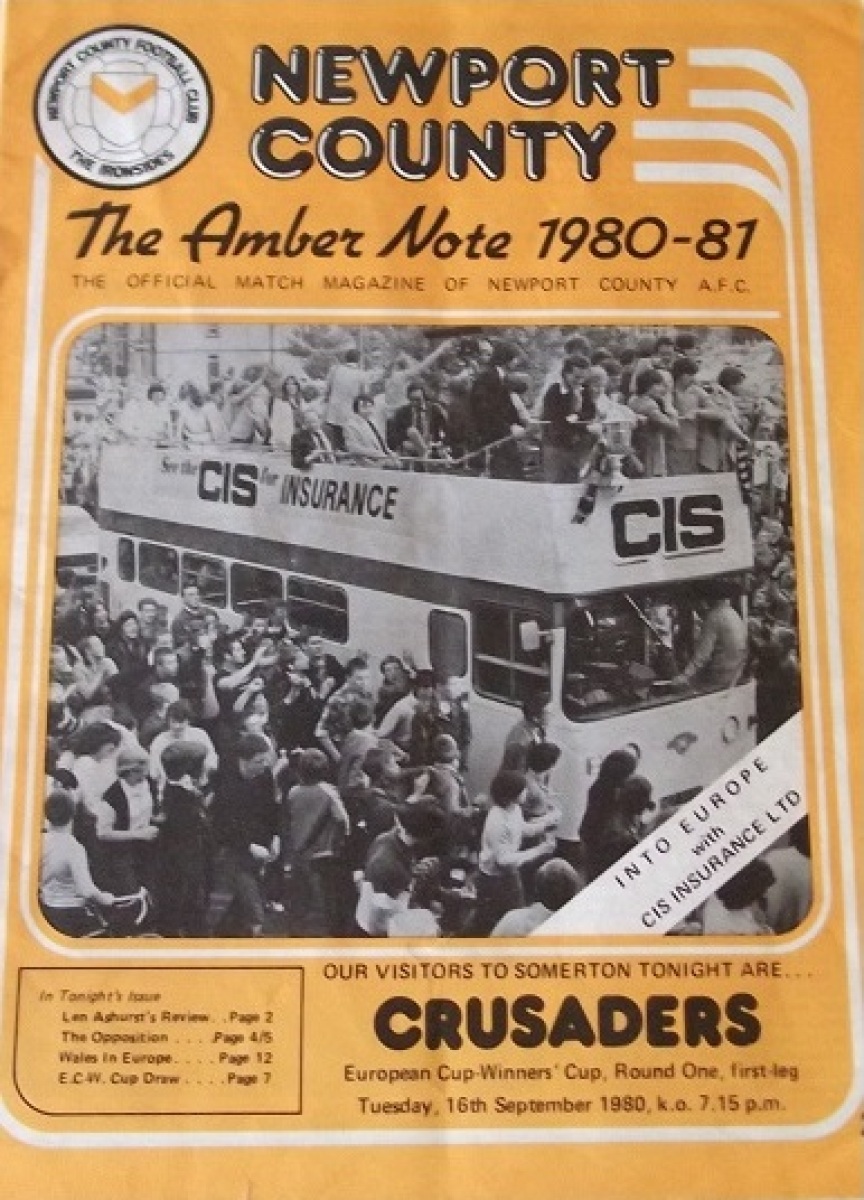 NEWPORT COUNTY FOOTBALL CLUB
THE IRONSIDES
NEWPORT
COUNTY
The Amber Note 1980-81
THE OFFICIAL MATCH MAGAZINE OF NEWPORT COUNTY A.F.C.
See the CIS for INSURANCE
CIS
INTO EUROPE
with
CIS INSURANCE LTD
OUR VISITORS TO SOMERTON TONIGHT ARE...
CRUSADERS
European Cup-Winners' Cup, Round One, first-leg
Tuesday, 16th September 1980, k.o. 7.15 p.m.
In Tonight's Issue
Len Ashurst's Review. . Page 2
The Opposition . . . .Page 4/5
Wales In Europe. . . . Page 12
E.C-W. Cup Draw . . . . Page 7